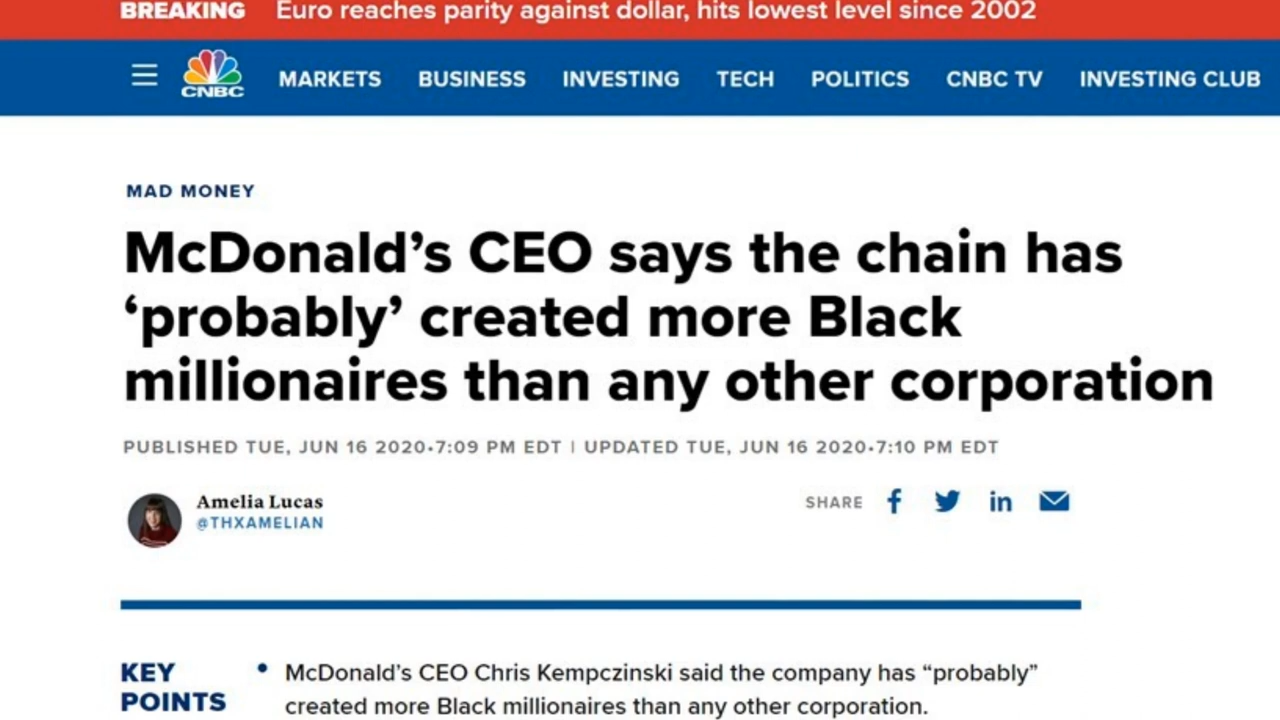 BREAKING Euro reaches parity against dollar, hits lowest level since 2002
CNBC MARKETS BUSINESS INVESTING TECH POLITICS CNBC TV INVESTING CLUB
MAD MONEY
McDonald’s CEO says the chain has
‘probably’ created more Black
millionaires than any other corporation
PUBLISHED TUE, JUN 16 2020•7:09 PM EDT | UPDATED TUE, JUN 16 2020•7:10 PM EDT
Amelia Lucas
@THXAMELIAN
SHARE
KEY
POINTS
• McDonald’s CEO Chris Kempczinski said the company has “probably”
created more Black millionaires than any other corporation.